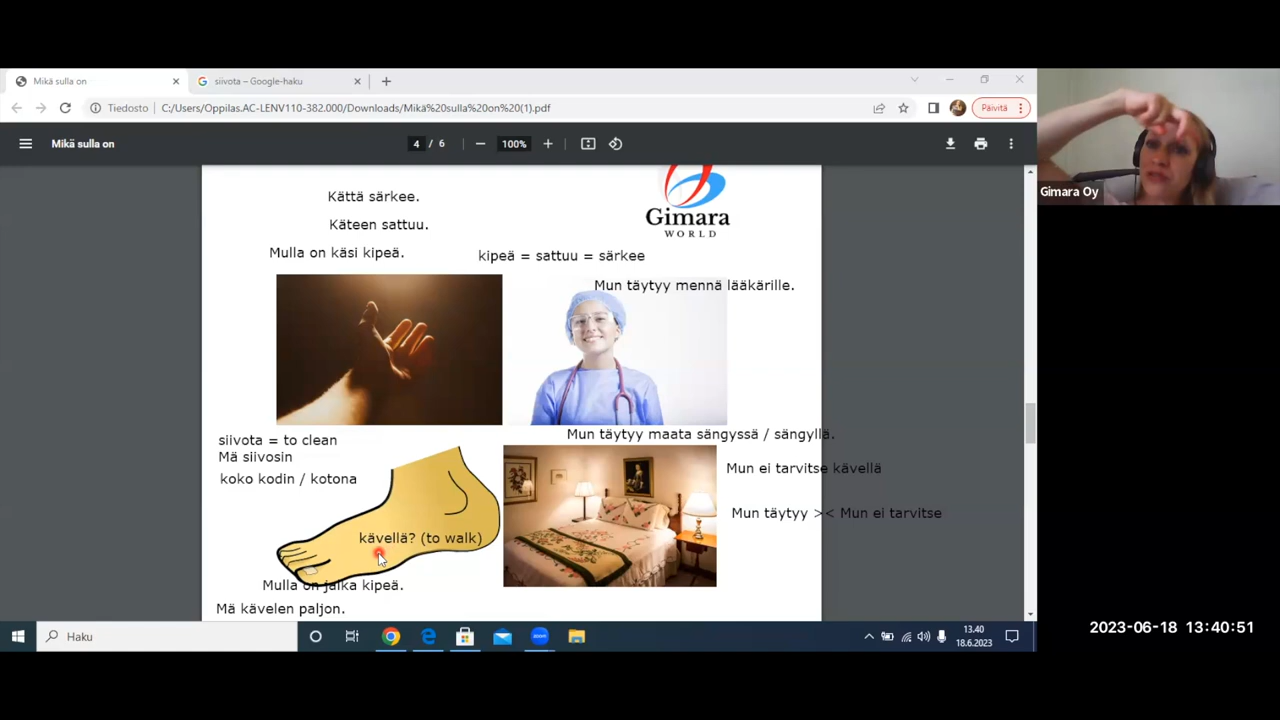 Mikä sulla on
siivota – Google-haku
Tiedosto
C:/Users/Oppilas.AC-LENV110-382.000/Downloads/Mikä%20sulla%20on%20(1).pdf
Päivitä
Mikä sulla on
4 / 6
100%
Gimara Oy
Kättä särkee.
Käteen sattuu.
Gimara
WORLD
Mulla on käsi kipeä.
kipeä = sattuu = särkee
Mun täytyy mennä lääkärille.
siivota = to clean
Mä siivosin
koko kodin / kotona
Mun täytyy maata sängyssä / sängyllä.
Mun ei tarvitse kävellä
Mun täytyy >< Mun ei tarvitse
kävellä? (to walk)
Mulla on jalka kipeä.
Mä kävelen paljon.
Haku
zoom
13.40
18.6.2023
2023-06-18 13:40:51